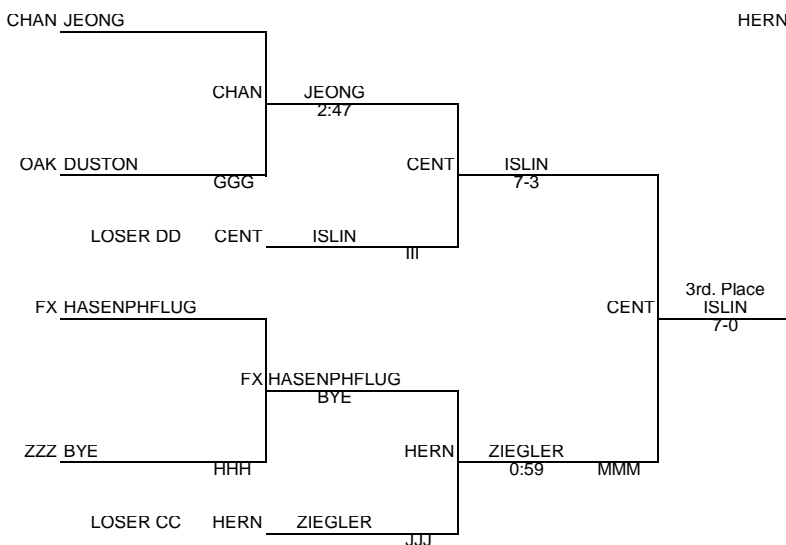 CHAN JEONG
HERN
CHAN JEONG
2:47
OAK DUSTON
GGG
CENT ISLIN
7-3
LOSER DD CENT ISLIN
III
FX HASENPHFLUG
3rd. Place
CENT ISLIN
7-0
FX HASENPHFLUG
BYE
ZZZ BYE
HHH
HERN ZIEGLER
0:59 MMM
LOSER CC HERN ZIEGLER
JJJ